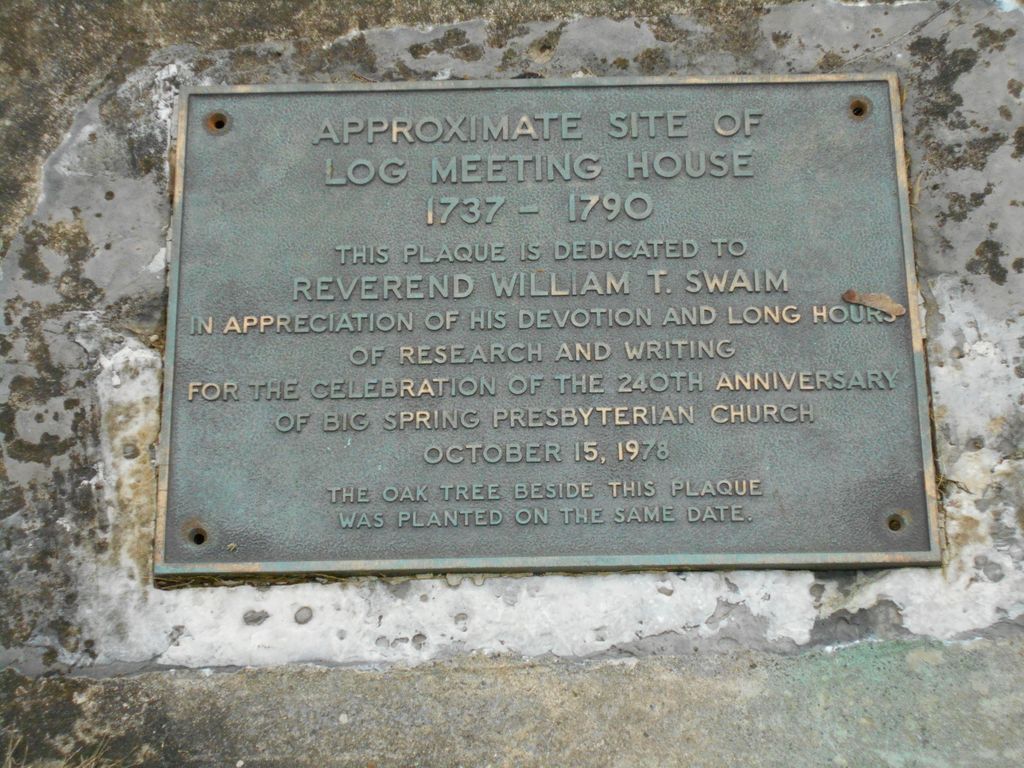 APPROXIMATE SITE OF
LOG MEETING HOUSE
1737 - 1790
THIS PLAQUE IS DEDICATED TO
REVEREND WILLIAM T. SWAIM
IN APPRECIATION OF HIS DEVOTION AND LONG HOURS
OF RESEARCH AND WRITING
FOR THE CELEBRATION OF THE 240TH ANNIVERSARY
OF BIG SPRING PRESBYTERIAN CHURCH
OCTOBER 15, 1978
THE OAK TREE BESIDE THIS PLAQUE
WAS PLANTED ON THE SAME DATE.